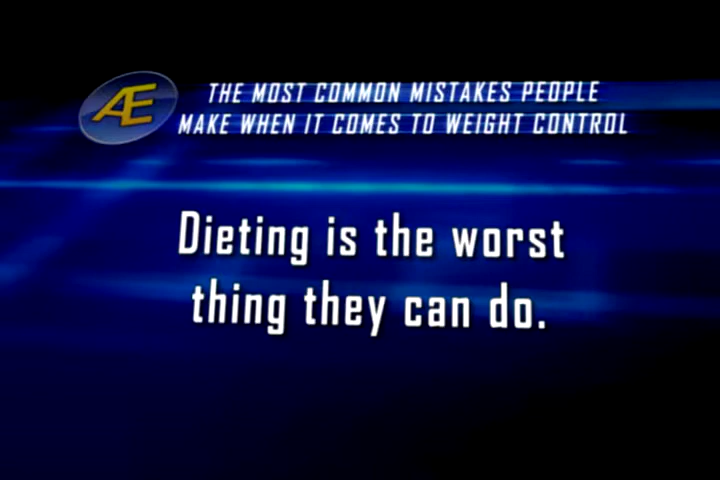 Æ
THE MOST COMMON MISTAKES PEOPLE
MAKE WHEN IT COMES TO WEIGHT CONTROL
Dieting is the worst
thing they can do.